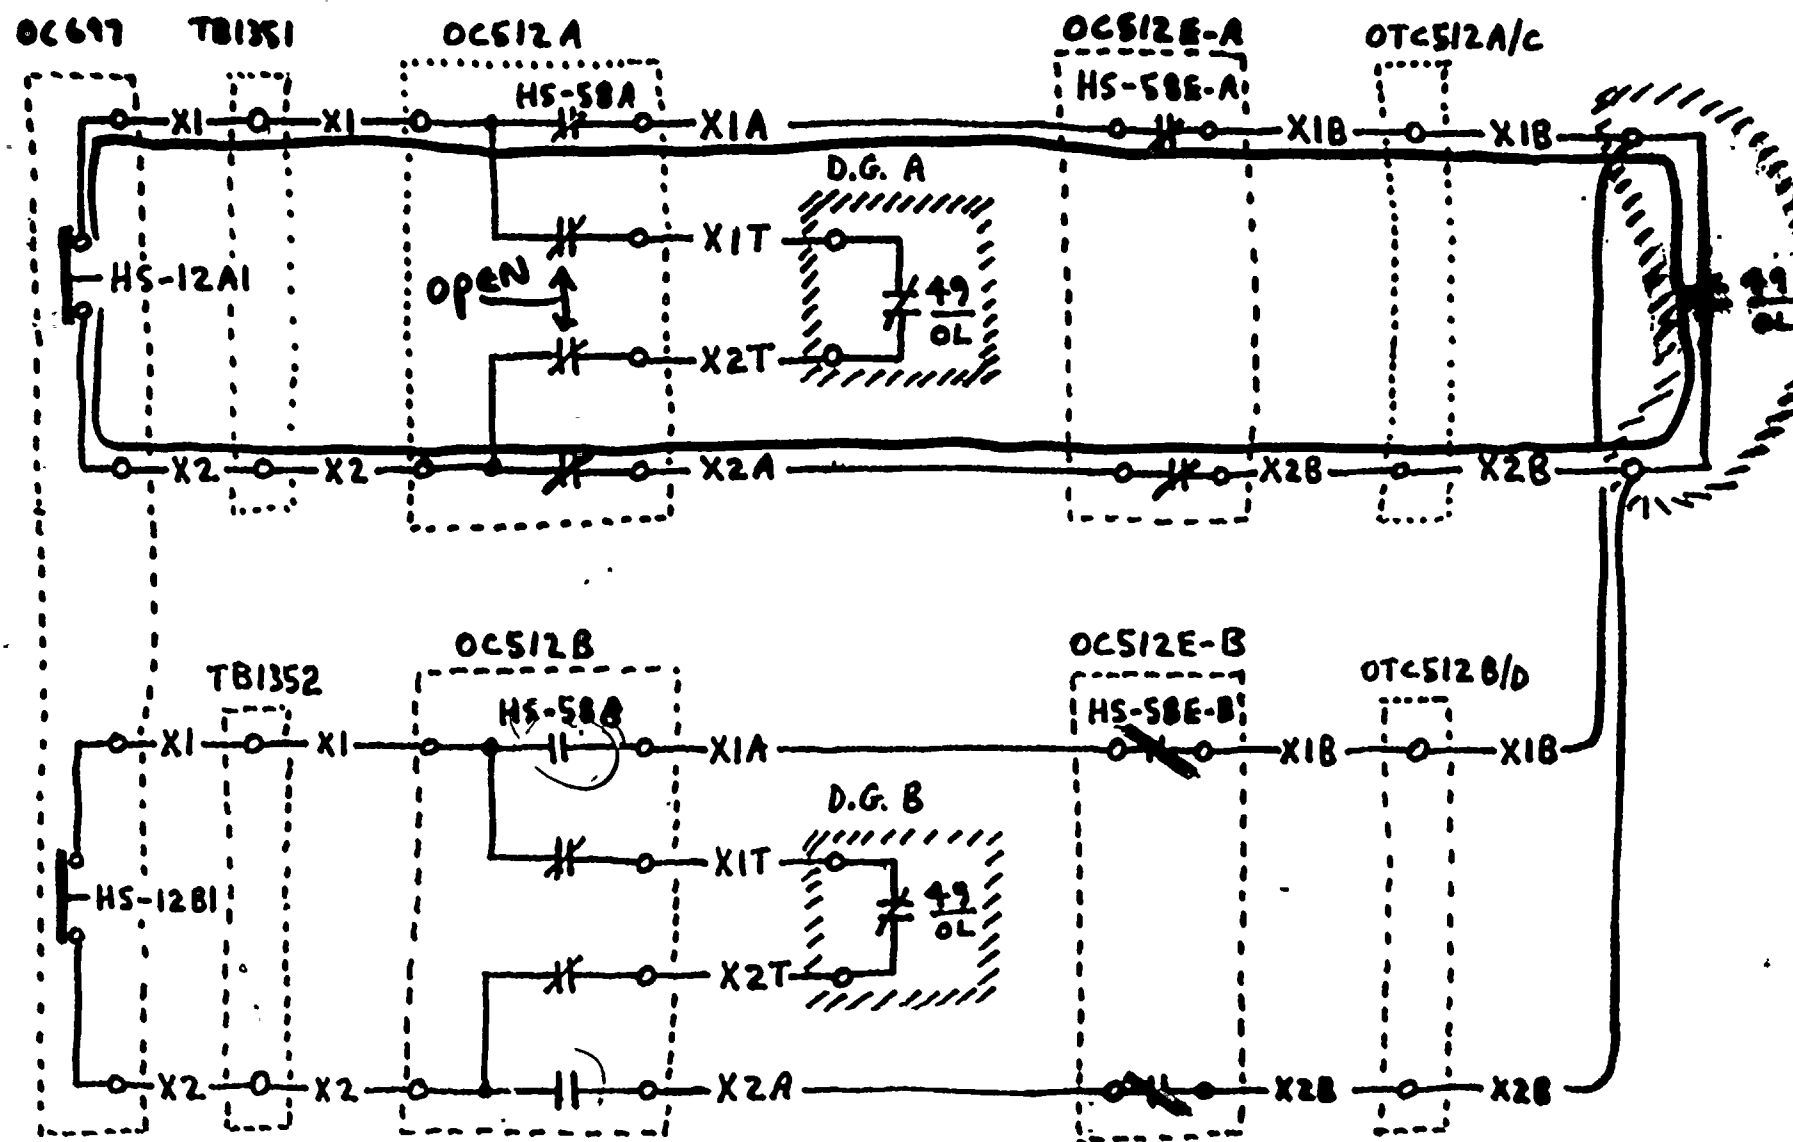 OC697 TB1351 OC512A OC512E-A OTC512A/C
HS-58A HS-58E-A
X1 X1 X1A X1B X1B
D.G. A
X1T
HS-12A1 OPEN 49 49
OL OL
X2T
X2 X2 X2A X2B X2B
OC512B OC512E-B
TB1352 OTC512B/D
HS-58B HS-58E-B
X1 X1 X1A X1B X1B
D.G. B
X1T
HS-12B1 49
OL
X2T
X2 X2 X2A X2B X2B